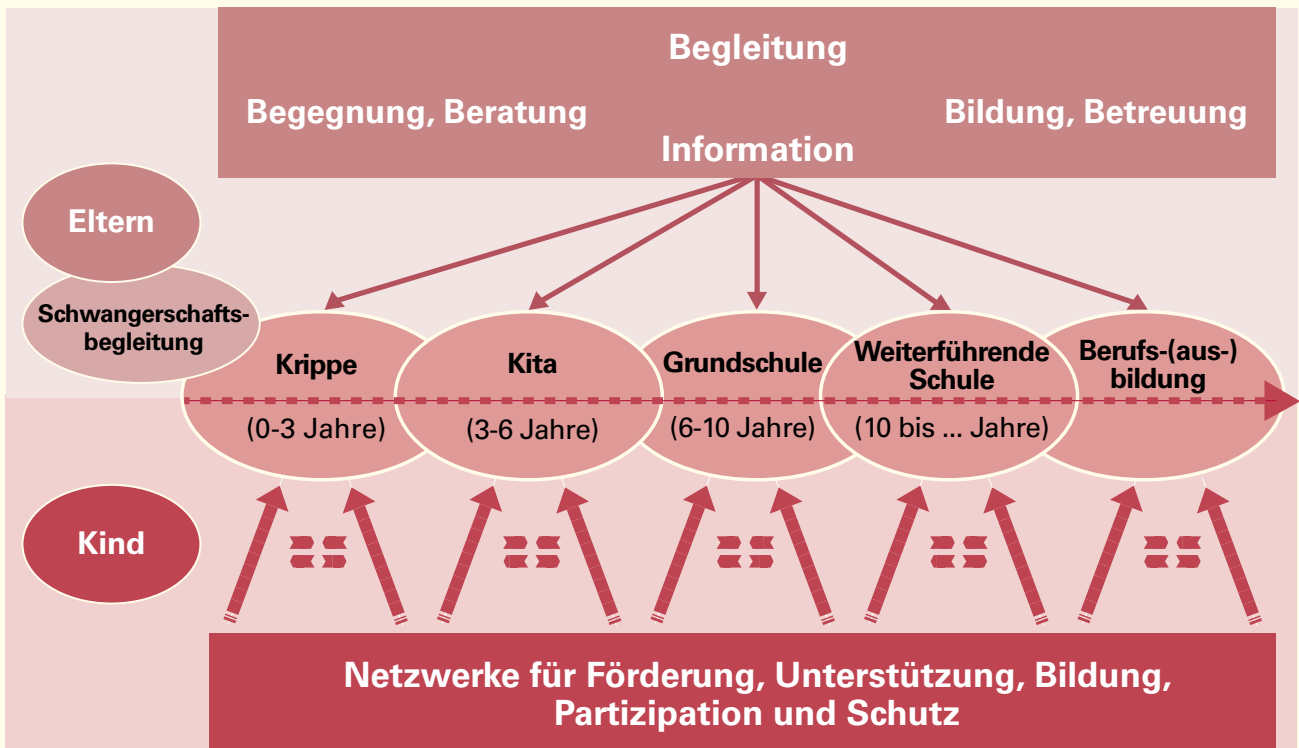 Begleitung
Begegnung, Beratung
Bildung, Betreuung
Information
Eltern
Schwangerschafts-
begleitung
Krippe
(0-3 Jahre)
Kita
(3-6 Jahre)
Grundschule
(6-10 Jahre)
Weiterführende
Schule
(10 bis ... Jahre)
Berufs-(aus-)
bildung
Kind
Netzwerke für Förderung, Unterstützung, Bildung,
Partizipation und Schutz